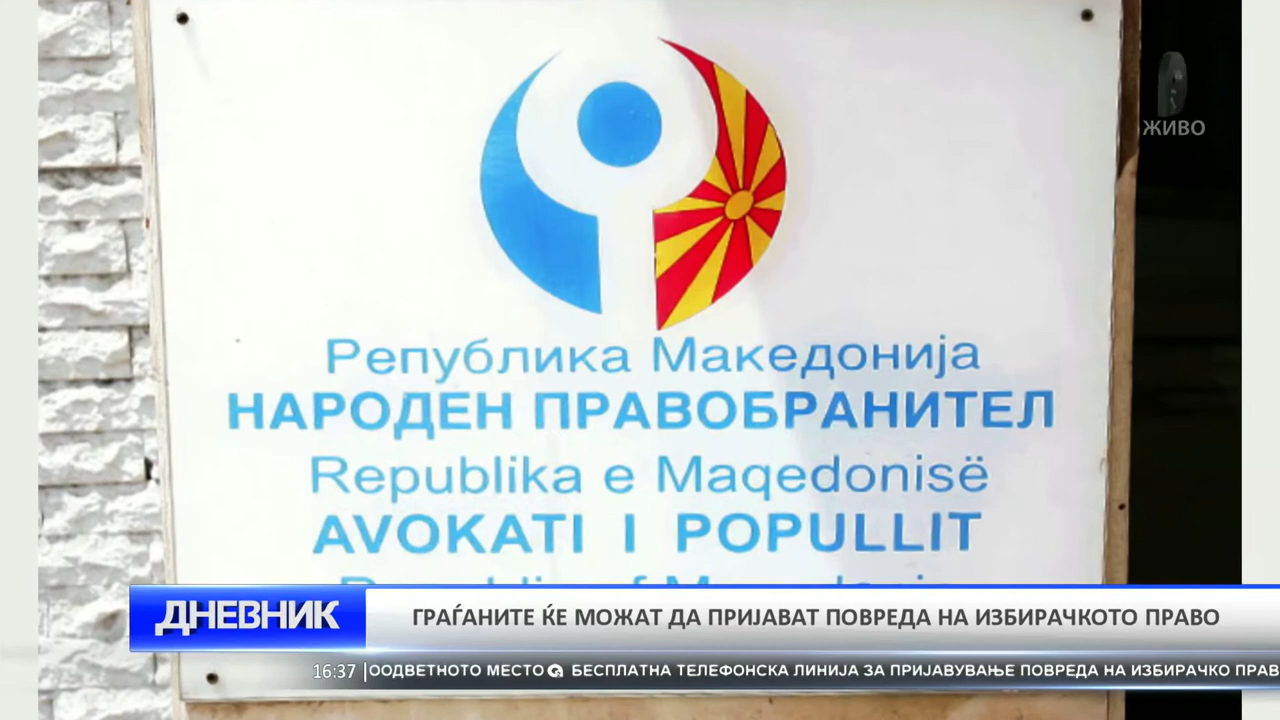 ЖИВО
Република Македонија
НАРОДЕН ПРАВОБРАНИТЕЛ
Republika e Maqedonisë
AVOKATI I POPULLIT
ДНЕВНИК
ГРАЃАНИТЕ ЌЕ МОЖАТ ДА ПРИЈАВАТ ПОВРЕДА НА ИЗБИРАЧКОТО ПРАВО
16:37
ООДВЕТНОТО МЕСТО БЕСПЛАТНА ТЕЛЕФОНСКА ЛИНИЈА ЗА ПРИЈАВУВАЊЕ ПОВРЕДА НА ИЗБИРАЧКО ПРАВ